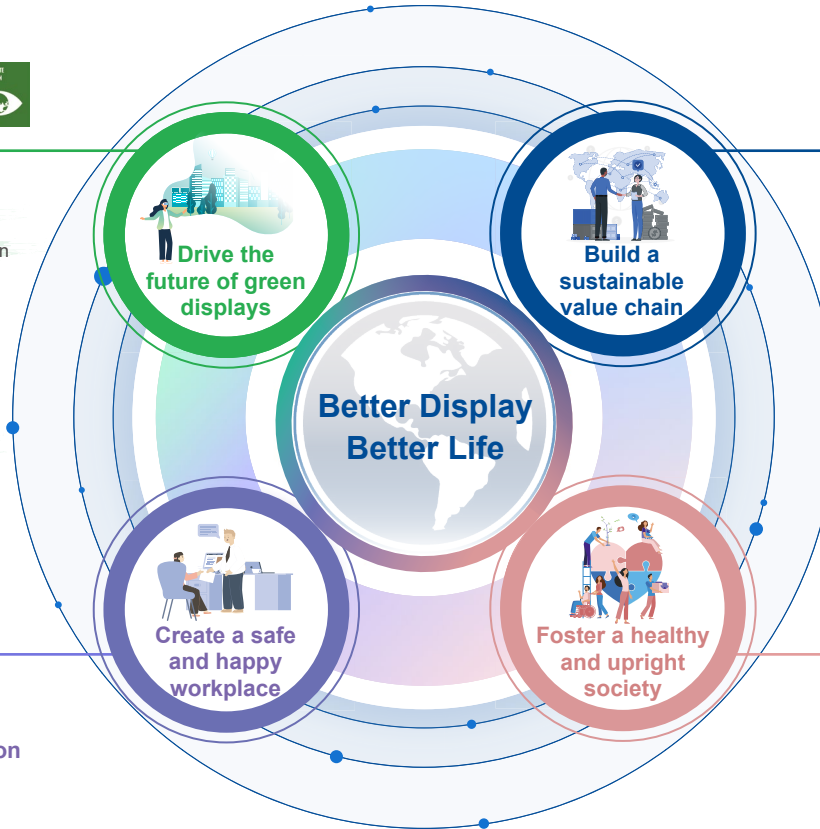 Drive the
future of green
displays
Build a
sustainable
value chain
Better Display
Better Life
Create a safe
and happy
workplace
Foster a healthy
and upright
society